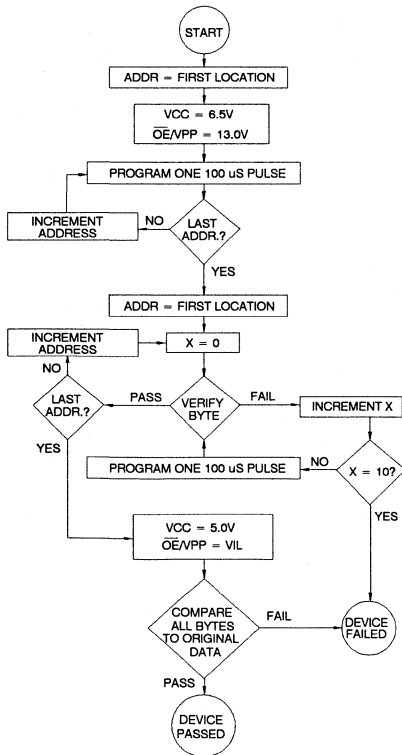 START
ADDR = FIRST LOCATION
VCC = 6.5V
O̅E̅/VPP = 13.0V
PROGRAM ONE 100 uS PULSE
INCREMENT
ADDRESS
NO
LAST
ADDR.?
YES
ADDR = FIRST LOCATION
INCREMENT
ADDRESS
X = 0
NO
LAST
ADDR.?
PASS
VERIFY
BYTE
FAIL
INCREMENT X
YES
PROGRAM ONE 100 uS PULSE
NO
X = 10?
YES
VCC = 5.0V
O̅E̅/VPP = VIL
COMPARE
ALL BYTES
TO ORIGINAL
DATA
FAIL
DEVICE
FAILED
PASS
DEVICE
PASSED